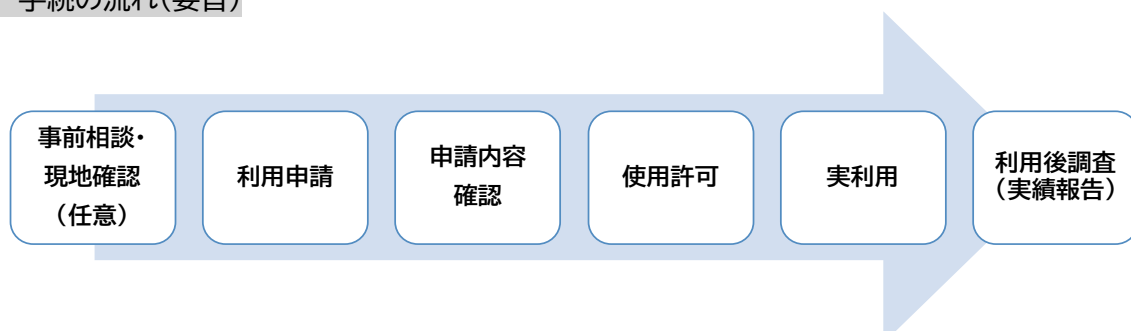 手続の流れ(要旨)
事前相談・
現地確認
（任意）
利用申請
申請内容
確認
使用許可
実利用
利用後調査
（実績報告）